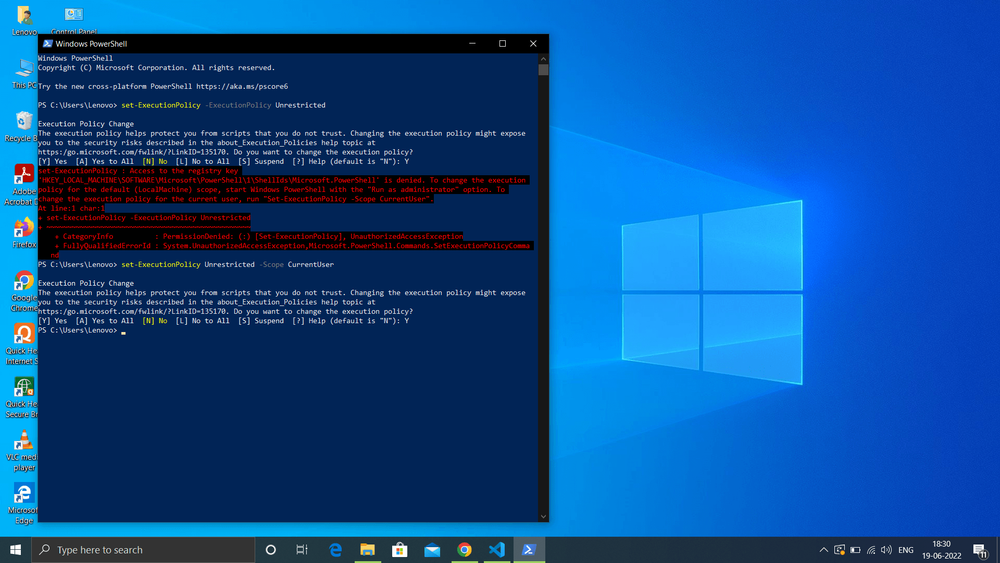 Lenovo
Control Panel
Windows PowerShell
Windows PowerShell
Copyright (C) Microsoft Corporation. All rights reserved.
Try the new cross-platform PowerShell https://aka.ms/pscore6
PS C:\Users\Lenovo> set-ExecutionPolicy -ExecutionPolicy Unrestricted
Execution Policy Change
The execution policy helps protect you from scripts that you do not trust. Changing the execution policy might expose
you to the security risks described in the about_Execution_Policies help topic at
https:/go.microsoft.com/fwlink/?LinkID=135170. Do you want to change the execution policy?
[Y] Yes  [A] Yes to All  [N] No  [L] No to All  [S] Suspend  [?] Help (default is "N"): Y
set-ExecutionPolicy : Access to the registry key
'HKEY_LOCAL_MACHINE\SOFTWARE\Microsoft\PowerShell\1\ShellIds\Microsoft.PowerShell' is denied. To change the execution
policy for the default (LocalMachine) scope, start Windows PowerShell with the "Run as administrator" option. To
change the execution policy for the current user, run "Set-ExecutionPolicy -Scope CurrentUser".
At line:1 char:1
+ set-ExecutionPolicy -ExecutionPolicy Unrestricted
+ ~~~~~~~~~~~~~~~~~~~~~~~~~~~~~~~~~~~~~~~~~~~~~~~~~
+ CategoryInfo          : PermissionDenied: (:) [Set-ExecutionPolicy], UnauthorizedAccessException
+ FullyQualifiedErrorId : System.UnauthorizedAccessException,Microsoft.PowerShell.Commands.SetExecutionPolicyComma
nd
PS C:\Users\Lenovo> set-ExecutionPolicy Unrestricted -Scope CurrentUser
Execution Policy Change
The execution policy helps protect you from scripts that you do not trust. Changing the execution policy might expose
you to the security risks described in the about_Execution_Policies help topic at
https:/go.microsoft.com/fwlink/?LinkID=135170. Do you want to change the execution policy?
[Y] Yes  [A] Yes to All  [N] No  [L] No to All  [S] Suspend  [?] Help (default is "N"): Y
PS C:\Users\Lenovo>
This PC
Recycle B
Adobe
Acrobat
Firefox
Google
Chrome
Quick He
Internet S
Quick He
Secure Br
VLC medi
player
Microsof
Edge
Type here to search
ENG
18:30
19-06-2022
11